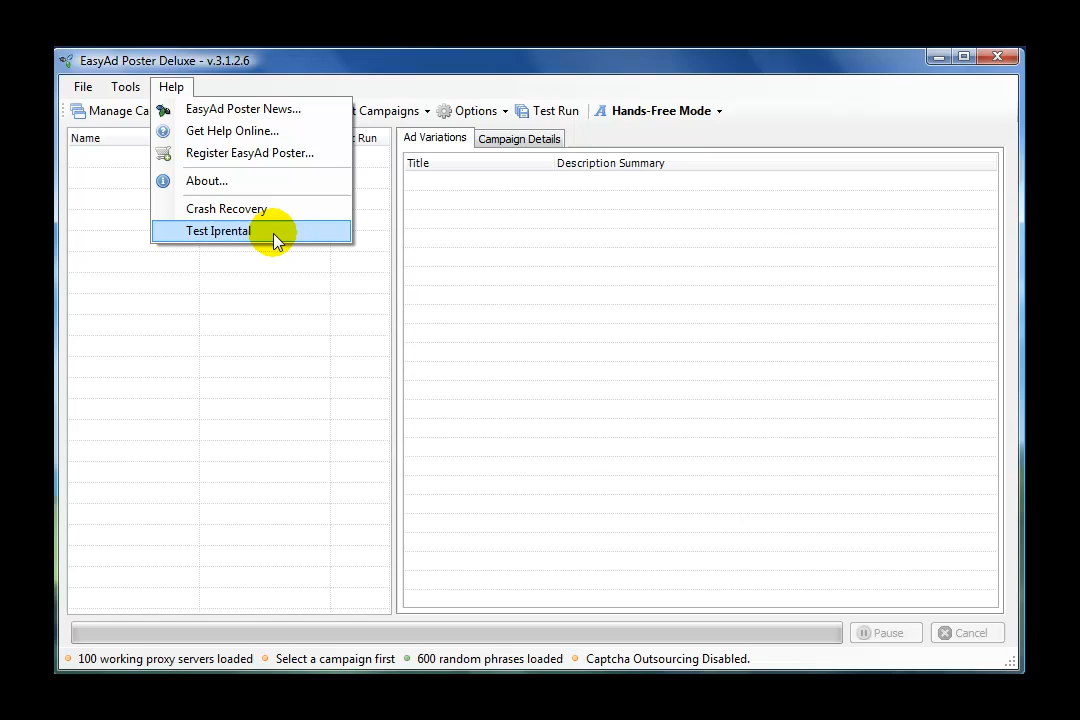 EasyAd Poster Deluxe - v.3.1.2.6
File Tools Help
Manage Ca Campaigns Options Test Run A Hands-Free Mode
EasyAd Poster News...
Get Help Online...
Register EasyAd Poster...
About...
Crash Recovery
Test Iprental
Name t Run
Ad Variations Campaign Details
Title Description Summary
Pause Cancel
100 working proxy servers loaded Select a campaign first 600 random phrases loaded Captcha Outsourcing Disabled.